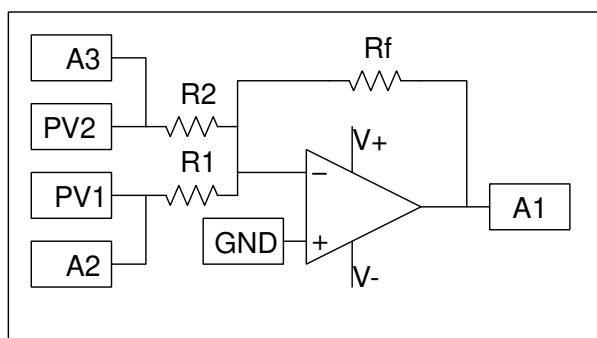 A3
Rf
R2
PV2
V+
R1
−
PV1
A1
GND
+
A2
V-